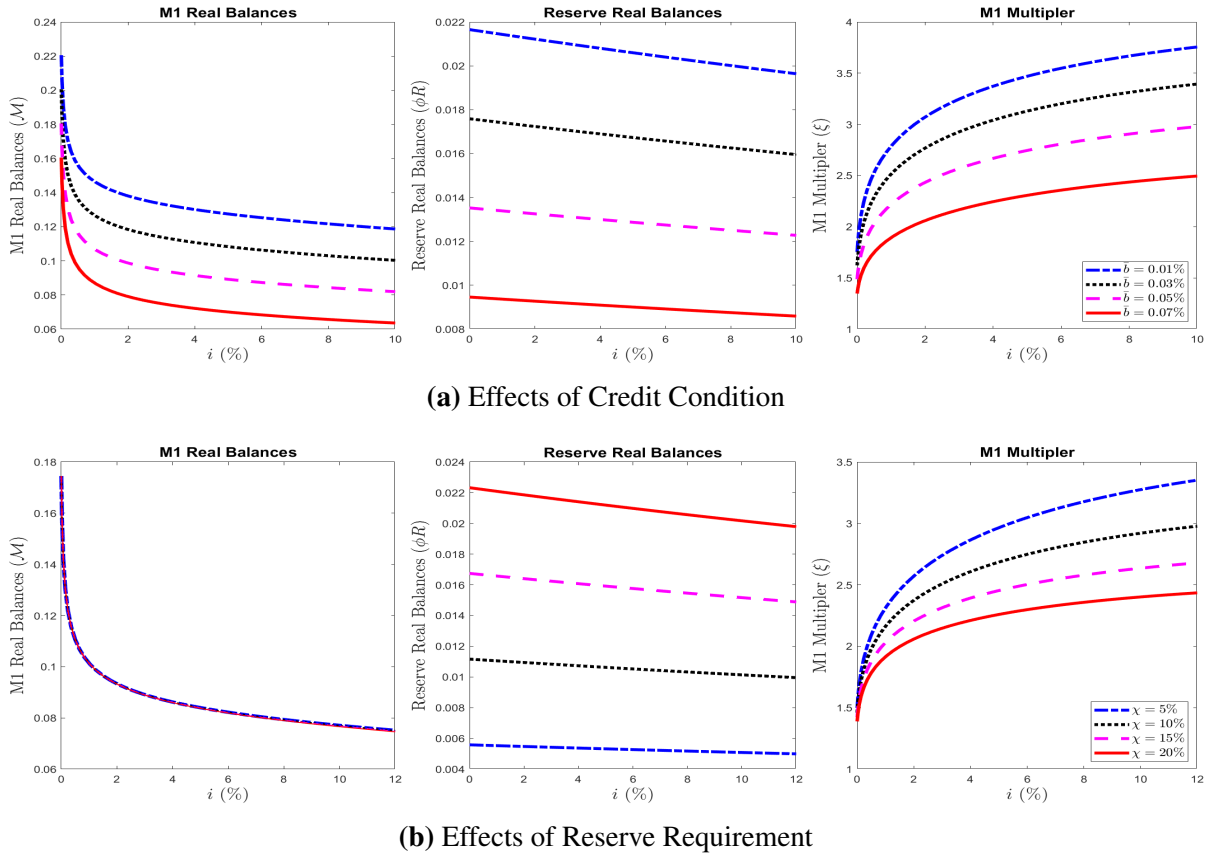 M1 Real Balances
M1 Real Balances (ℳ)
0.24
0.22
0.2
0.18
0.16
0.14
0.12
0.1
0.08
0.06
0 2 4 6 8 10
i (%)
Reserve Real Balances
Reserve Real Balances (ϕR)
0.022
0.02
0.018
0.016
0.014
0.012
0.01
0.008
0 2 4 6 8 10
i (%)
M1 Multipler
M1 Multiplier (ξ)
4
3.5
3
2.5
2
1.5
1
0 2 4 6 8 10
i (%)
b̄ = 0.01%
b̄ = 0.03%
b̄ = 0.05%
b̄ = 0.07%
(a) Effects of Credit Condition
M1 Real Balances
M1 Real Balances (ℳ)
0.18
0.16
0.14
0.12
0.1
0.08
0.06
0 2 4 6 8 10 12
i (%)
Reserve Real Balances
Reserve Real Balances (ϕR)
0.024
0.022
0.02
0.018
0.016
0.014
0.012
0.01
0.008
0.006
0.004
0 2 4 6 8 10 12
i (%)
M1 Multipler
M1 Multiplier (ξ)
3.5
3
2.5
2
1.5
1
0 2 4 6 8 10 12
i (%)
χ = 5%
χ = 10%
χ = 15%
χ = 20%
(b) Effects of Reserve Requirement